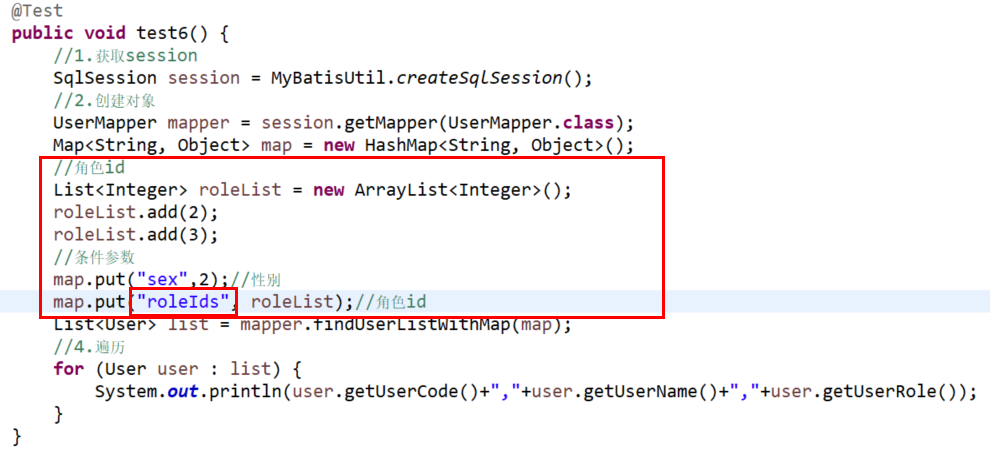 @Test
public void test6() {
//1.获取session
SqlSession session = MyBatisUtil.createSqlSession();
//2.创建对象
UserMapper mapper = session.getMapper(UserMapper.class);
Map<String, Object> map = new HashMap<String, Object>();
//角色id
List<Integer> roleList = new ArrayList<Integer>();
roleList.add(2);
roleList.add(3);
//条件参数
map.put("sex",2);//性别
map.put("roleIds", roleList);//角色id
List<User> list = mapper.findUserListWithMap(map);
//4.遍历
for (User user : list) {
System.out.println(user.getUserCode()+","+user.getUserName()+","+user.getUserRole());
}
}